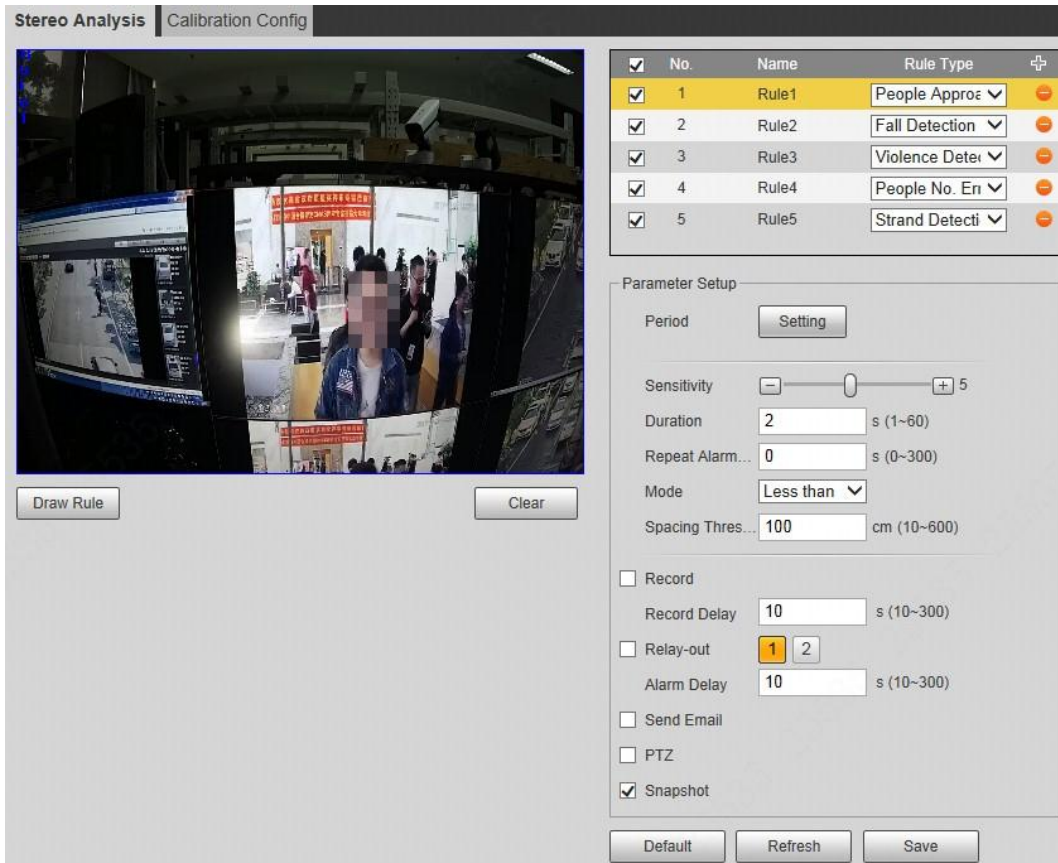 Stereo Analysis
Calibration Config
No. Name Rule Type
1 Rule1 People Approa
2 Rule2 Fall Detection
3 Rule3 Violence Dete
4 Rule4 People No. Err
5 Rule5 Strand Detecti
Draw Rule
Clear
Parameter Setup
Period Setting
Sensitivity 5
Duration 2 s (1~60)
Repeat Alarm... 0 s (0~300)
Mode Less than
Spacing Thres... 100 cm (10~600)
Record
Record Delay 10 s (10~300)
Relay-out 1 2
Alarm Delay 10 s (10~300)
Send Email
PTZ
Snapshot
Default Refresh Save